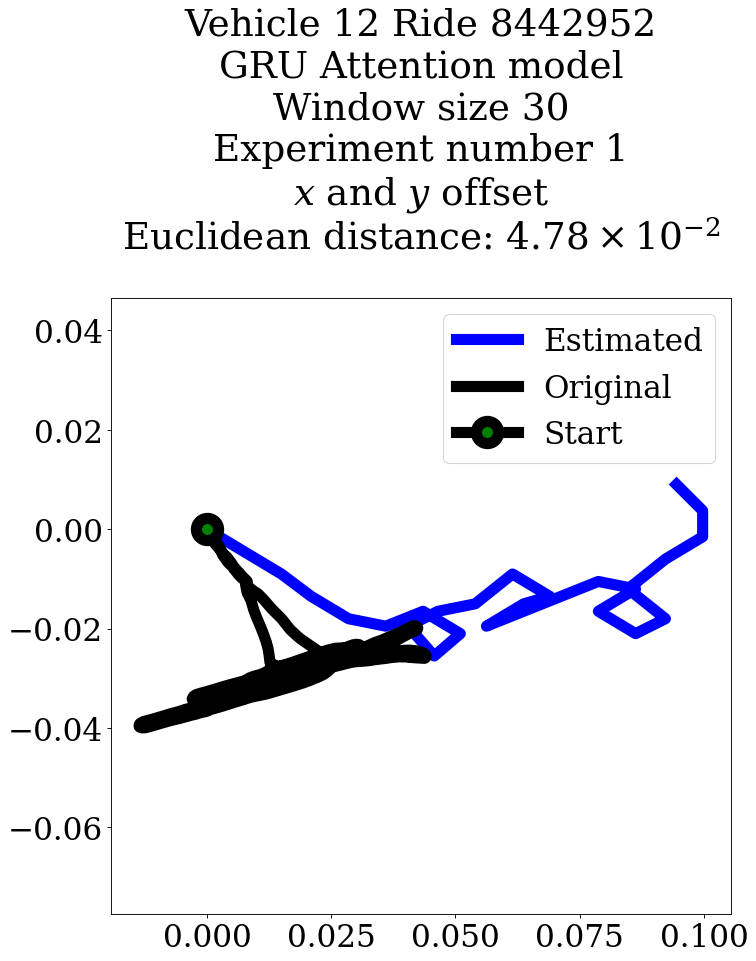 Vehicle 12 Ride 8442952
GRU Attention model
Window size 30
Experiment number 1
x and y offset
Euclidean distance: 4.78 × 10⁻²
Estimated
Original
Start
0.04
0.02
0.00
−0.02
−0.04
−0.06
0.000 0.025 0.050 0.075 0.100